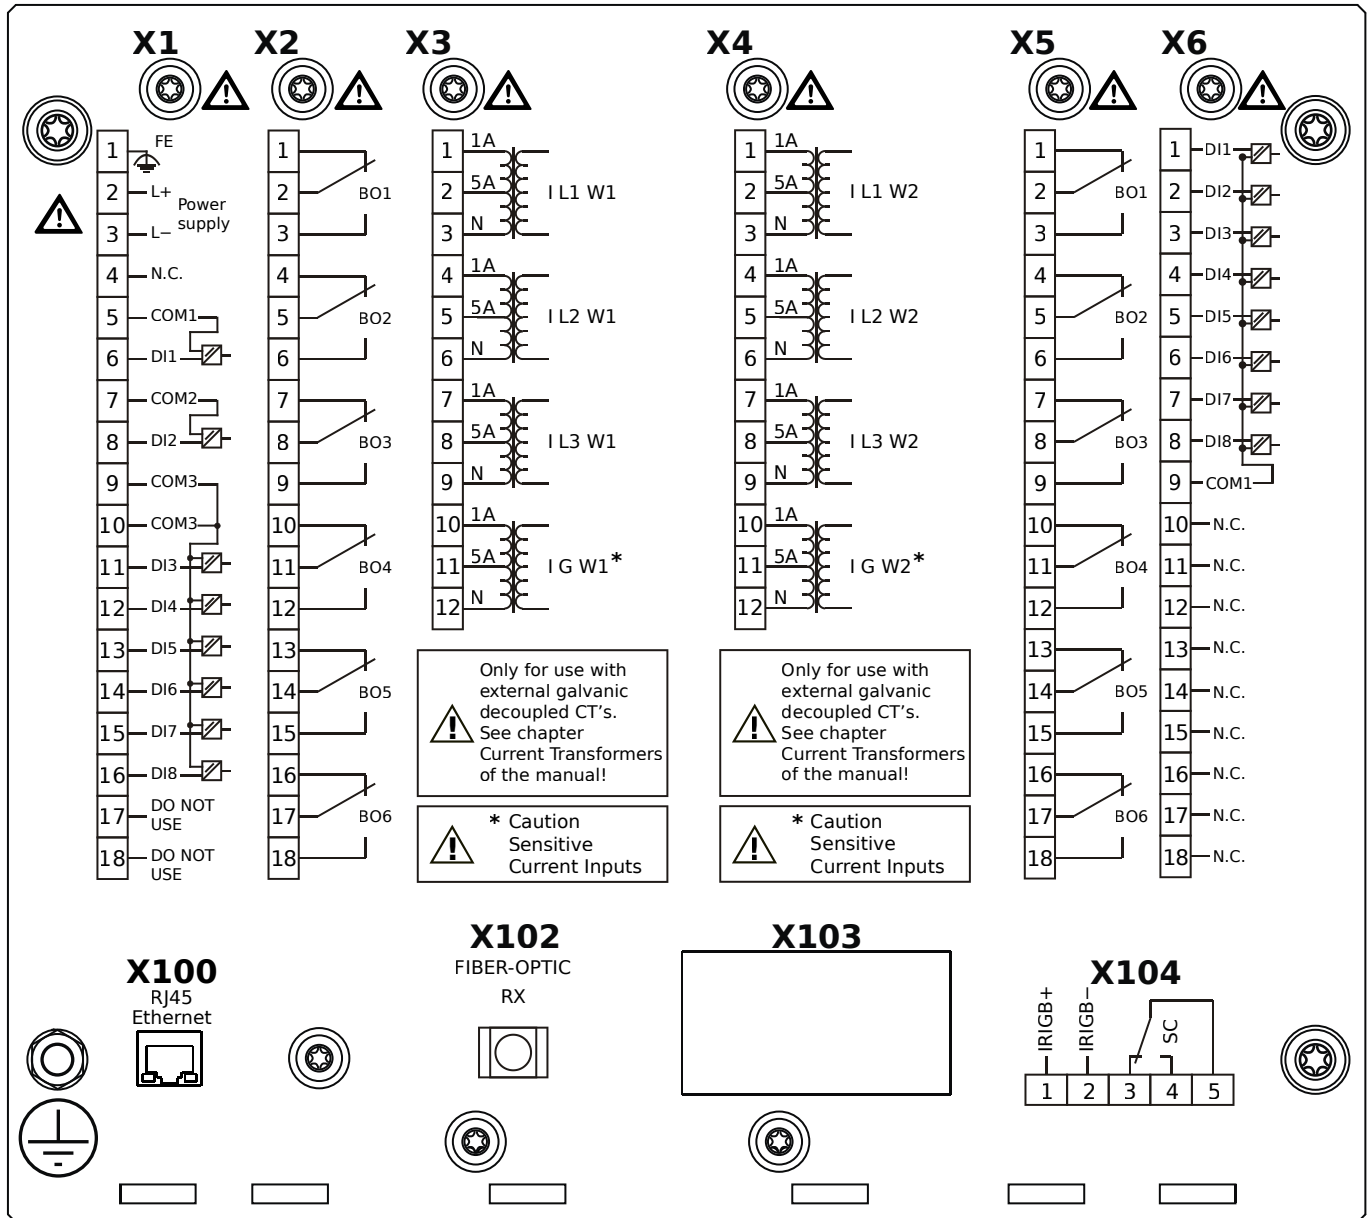 X1
1 FE
2 L+ Power
3 L− supply
4 N.C.
5 COM1
6 DI1
7 COM2
8 DI2
9 COM3
10 COM3
11 DI3
12 DI4
13 DI5
14 DI6
15 DI7
16 DI8
17 DO NOT
USE
18 DO NOT
USE
X2
1
2 BO1
3
4
5 BO2
6
7
8 BO3
9
10
11 BO4
12
13
14 BO5
15
16
17 BO6
18
X3
1 1A
2 5A I L1 W1
3 N
4 1A
5 5A I L2 W1
6 N
7 1A
8 5A I L3 W1
9 N
10 1A
11 5A I G W1*
12 N
Only for use with
external galvanic
decoupled CT's.
See chapter
Current Transformers
of the manual!
* Caution
Sensitive
Current Inputs
X4
1 1A
2 5A I L1 W2
3 N
4 1A
5 5A I L2 W2
6 N
7 1A
8 5A I L3 W2
9 N
10 1A
11 5A I G W2*
12 N
Only for use with
external galvanic
decoupled CT's.
See chapter
Current Transformers
of the manual!
* Caution
Sensitive
Current Inputs
X5
1
2 BO1
3
4
5 BO2
6
7
8 BO3
9
10
11 BO4
12
13
14 BO5
15
16
17 BO6
18
X6
1 DI1
2 DI2
3 DI3
4 DI4
5 DI5
6 DI6
7 DI7
8 DI8
9 COM1
10 N.C.
11 N.C.
12 N.C.
13 N.C.
14 N.C.
15 N.C.
16 N.C.
17 N.C.
18 N.C.
X100
RJ45
Ethernet
X102
FIBER-OPTIC
RX
X103
X104
IRIGB+
IRIGB−
SC
1 2 3 4 5